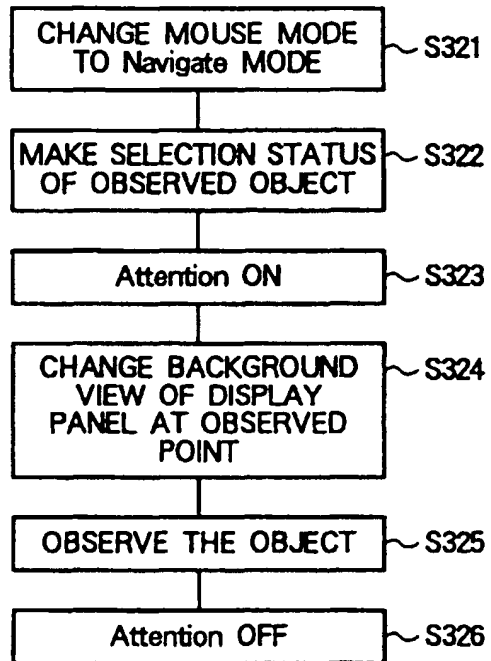 CHANGE MOUSE MODE
TO Navigate MODE
S321
MAKE SELECTION STATUS
OF OBSERVED OBJECT
S322
Attention ON
S323
CHANGE BACKGROUND
VIEW OF DISPLAY
PANEL AT OBSERVED
POINT
S324
OBSERVE THE OBJECT
S325
Attention OFF
S326